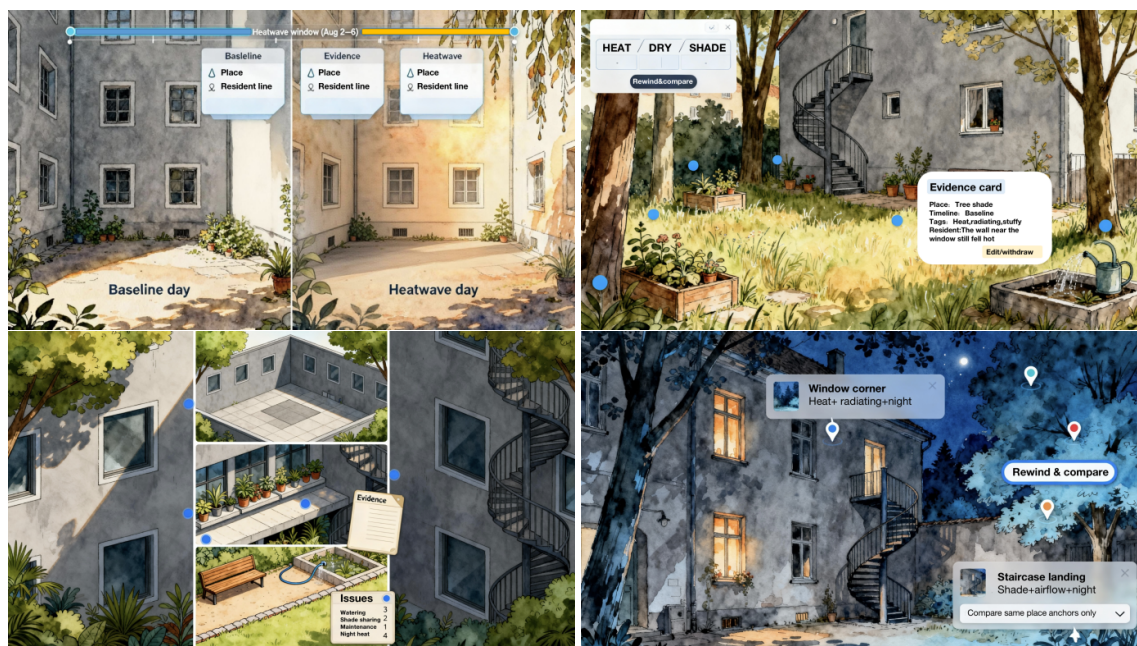 Heatwave window (Aug 2–6)
Basleline
Place
Resident line
Evidence
Place
Resident line
Heatwave
Place
Resident line
Baseline day
Heatwave day
HEAT / DRY / SHADE
Rewind&compare
Evidence card
Place: Tree shade
Timeline: Baseline
Tags: Heat,radiating,stuffy
Resident:The wall near the
window still fell hot
Edit/withdraw
Evidence
Issues
Watering 3
Shade sharing 2
Maintenance 1
Night heat 4
Window corner
Heat+ radiating+night
Rewind & compare
Staircase landing
Shade+airflow+night
Compare same place anchors only